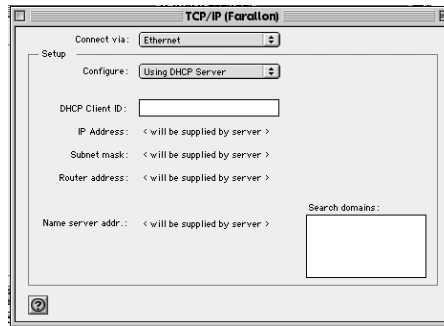 TCP/IP (Farallon)
Connect via: Ethernet
Setup
Configure: Using DHCP Server
DHCP Client ID:
IP Address: < will be supplied by server >
Subnet mask: < will be supplied by server >
Router address: < will be supplied by server >
Search domains:
Name server addr.: < will be supplied by server >
?